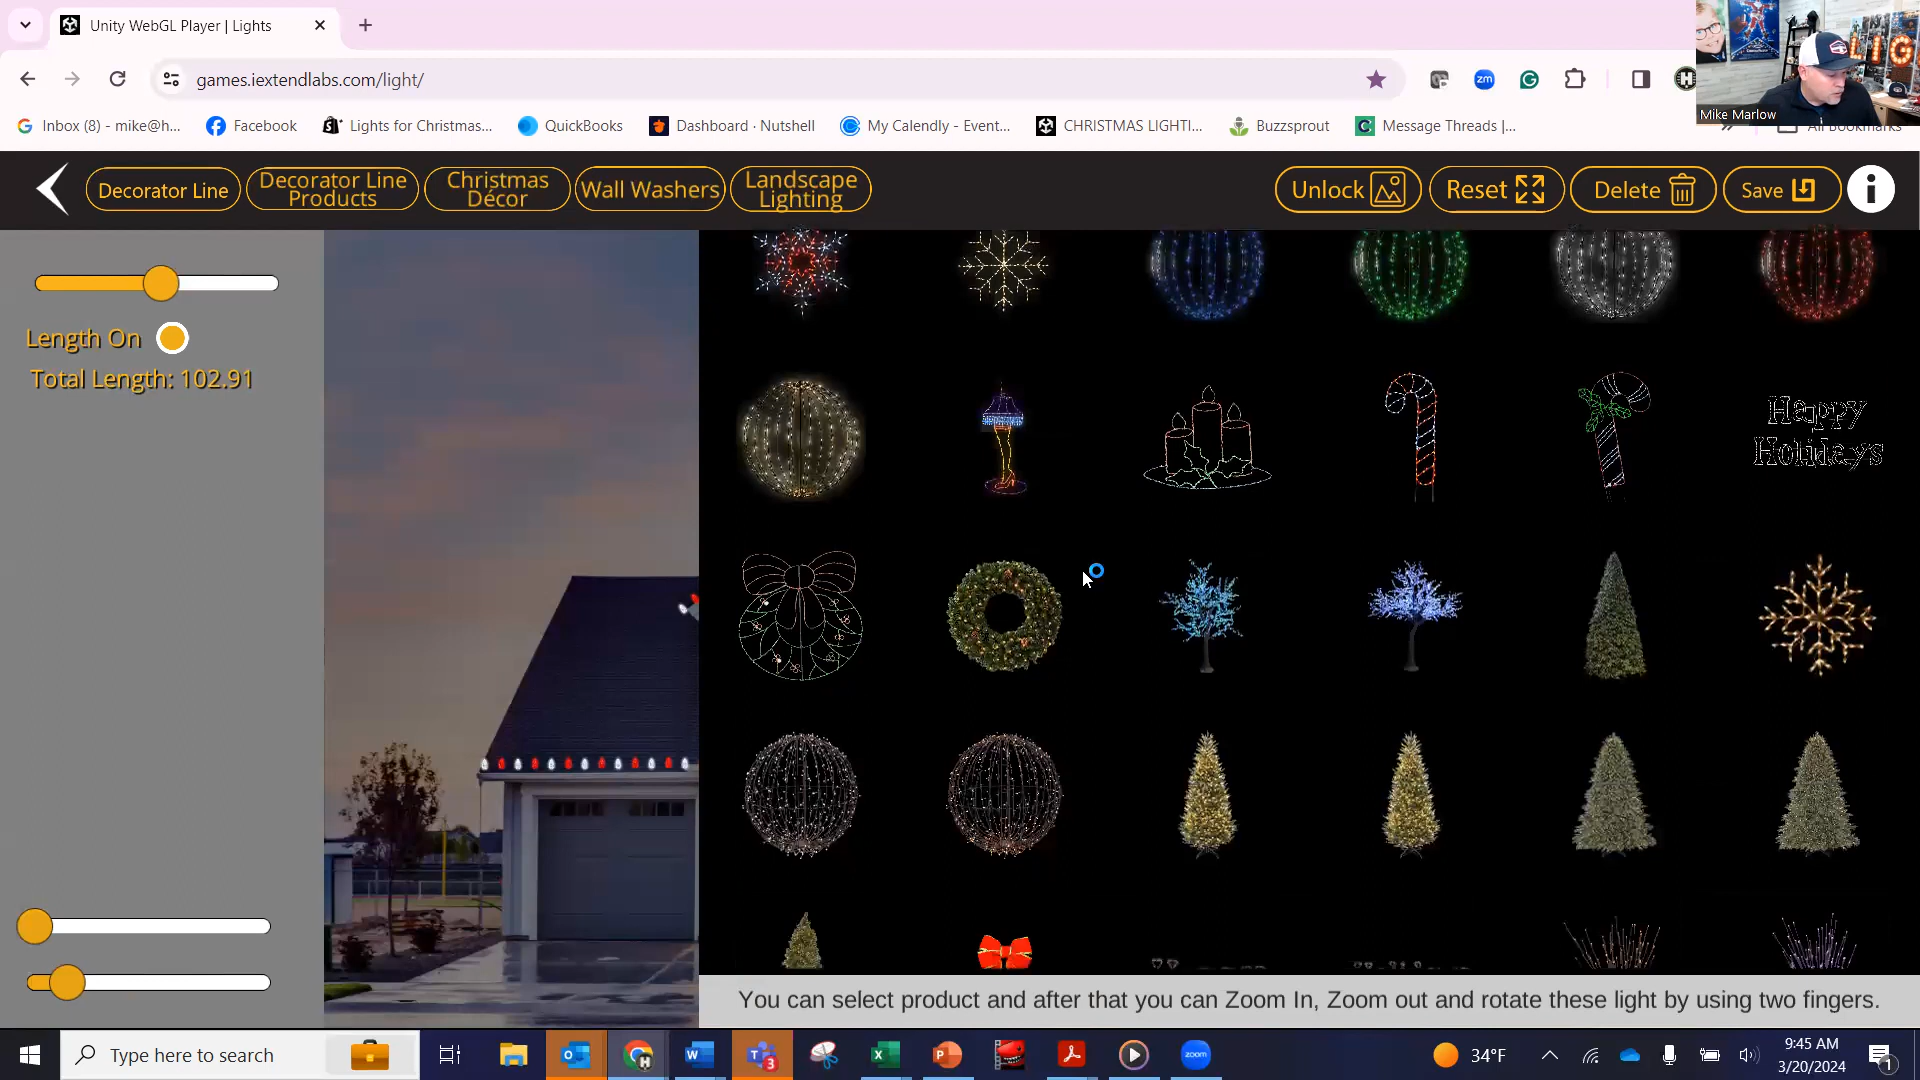 Unity WebGL Player | Lights
games.iextendlabs.com/light/
Inbox (8) - mike@h...
Facebook
Lights for Christmas...
QuickBooks
Dashboard · Nutshell
My Calendly - Event...
CHRISTMAS LIGHTI...
Buzzsprout
Message Threads |...
All Bookmarks
Mike Marlow
LIG
Decorator Line
Decorator Line
Products
Christmas
Décor
Wall Washers
Landscape
Lighting
Unlock
Reset
Delete
Save
Length On
Total Length: 102.91
Happy
Holidays
You can select product and after that you can Zoom In, Zoom out and rotate these light by using two fingers.
Type here to search
34°F
9:45 AM
3/20/2024